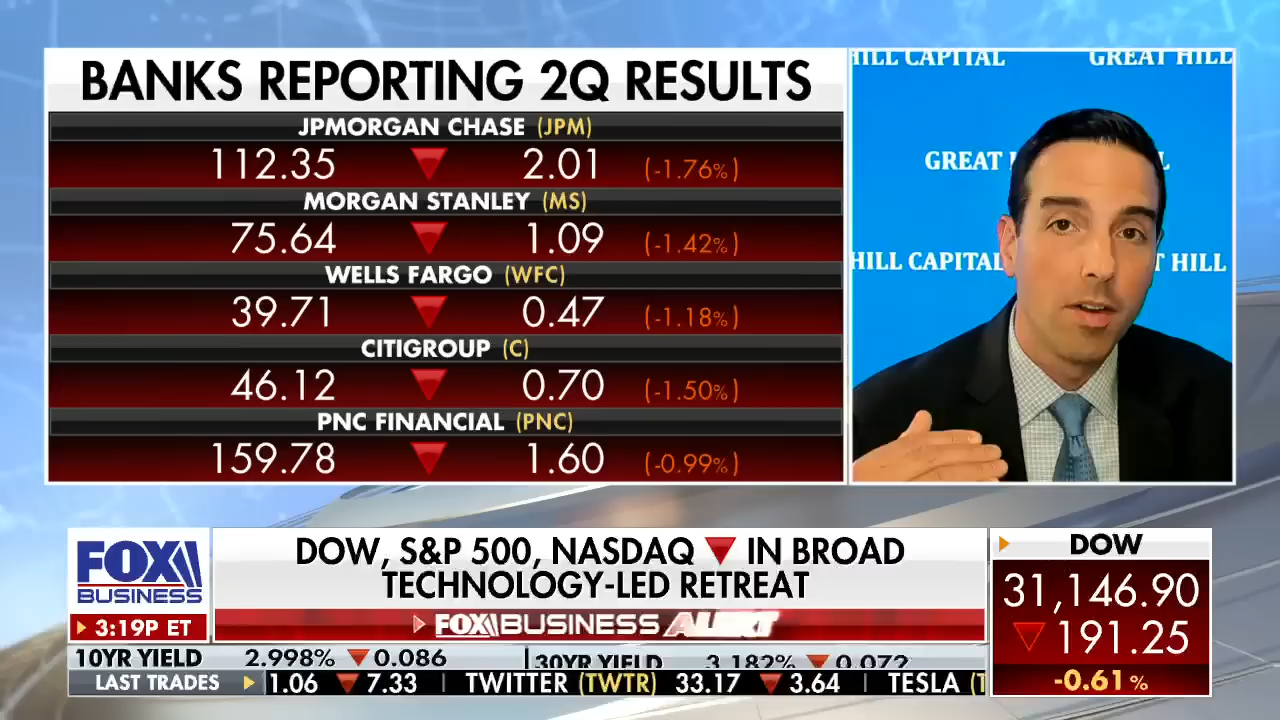 BANKS REPORTING 2Q RESULTS
JPMORGAN CHASE (JPM)
112.35 ▼ 2.01 (-1.76%)
MORGAN STANLEY (MS)
75.64 ▼ 1.09 (-1.42%)
WELLS FARGO (WFC)
39.71 ▼ 0.47 (-1.18%)
CITIGROUP (C)
46.12 ▼ 0.70 (-1.50%)
PNC FINANCIAL (PNC)
159.78 ▼ 1.60 (-0.99%)
HILL CAPITAL GREAT HILL
GREAT
HILL CAPITAL HILL
FOX BUSINESS
3:19P ET
DOW, S&P 500, NASDAQ ▼ IN BROAD
TECHNOLOGY-LED RETREAT
FOX BUSINESS ALERT
DOW
31,146.90
▼ 191.25
-0.61%
10YR YIELD 2.998% ▼ 0.086 30YR YIELD 3.182% ▼ 0.072
LAST TRADES 1.06 ▼ 7.33 TWITTER (TWTR) 33.17 ▼ 3.64 TESLA (T